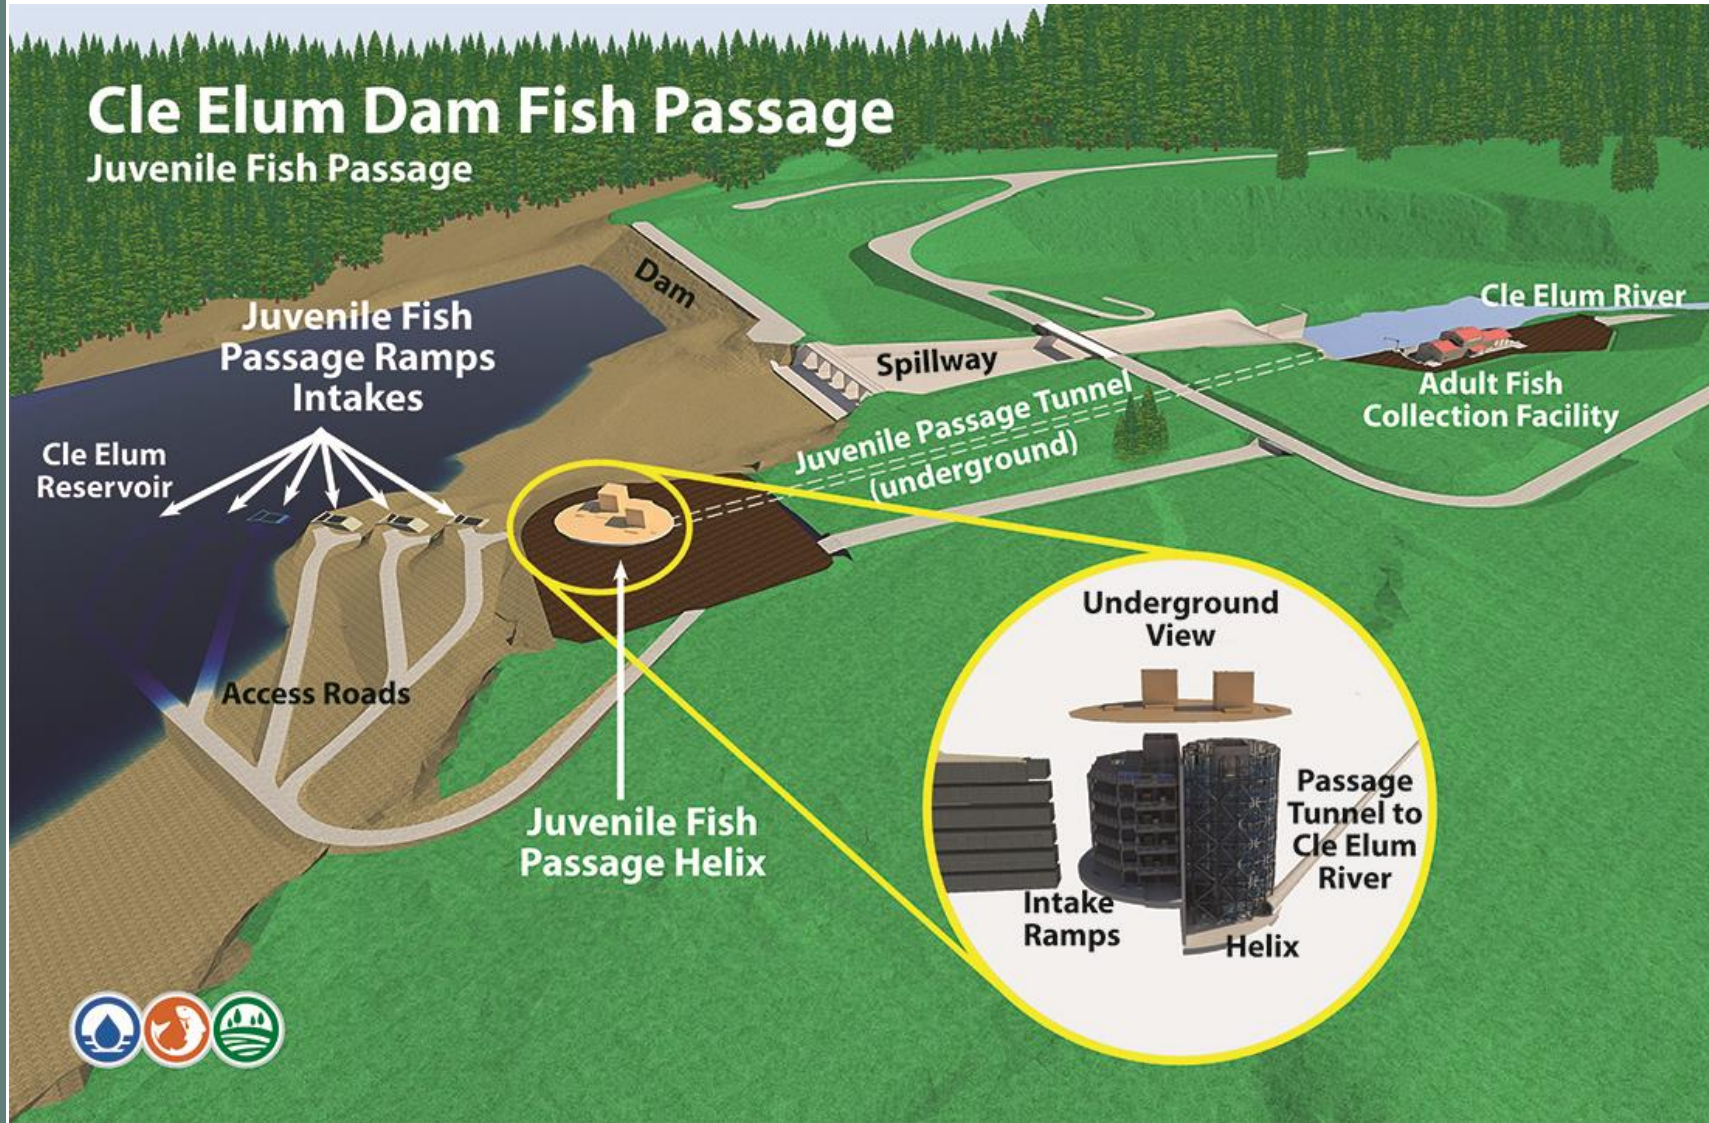 Cle Elum Dam Fish Passage
Juvenile Fish Passage
Dam
Juvenile Fish
Passage Ramps
Intakes
Cle Elum
Reservoir
Spillway
Cle Elum River
Adult Fish
Collection Facility
Juvenile Passage Tunnel
(underground)
Access Roads
Juvenile Fish
Passage Helix
Underground
View
Passage
Tunnel to
Cle Elum
River
Intake
Ramps
Helix